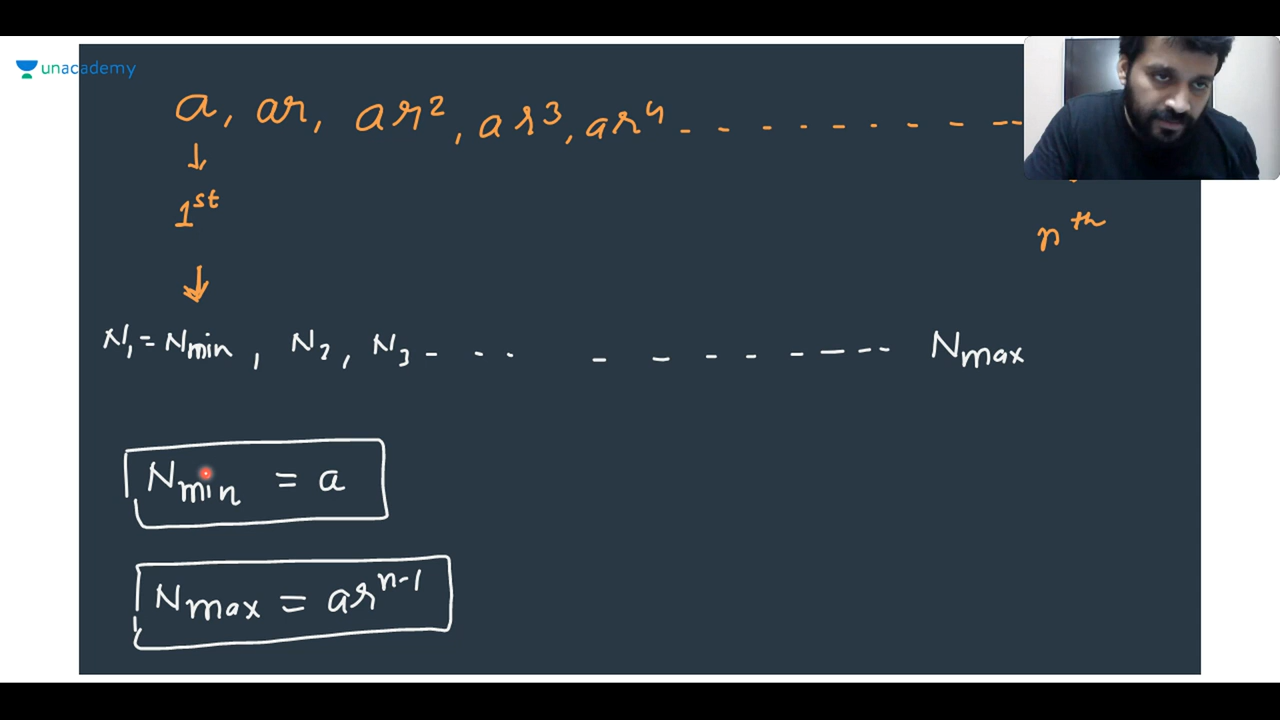 unacademy
a, ar, ar², ar³, ar⁴ - - - - - - - - - - -
↓
1ˢᵗ
nᵗʰ
↓
N₁ = Nmin, N₂, N₃ - - - - - - - - - - - Nmax
Nmin = a
Nmax = arⁿ⁻¹